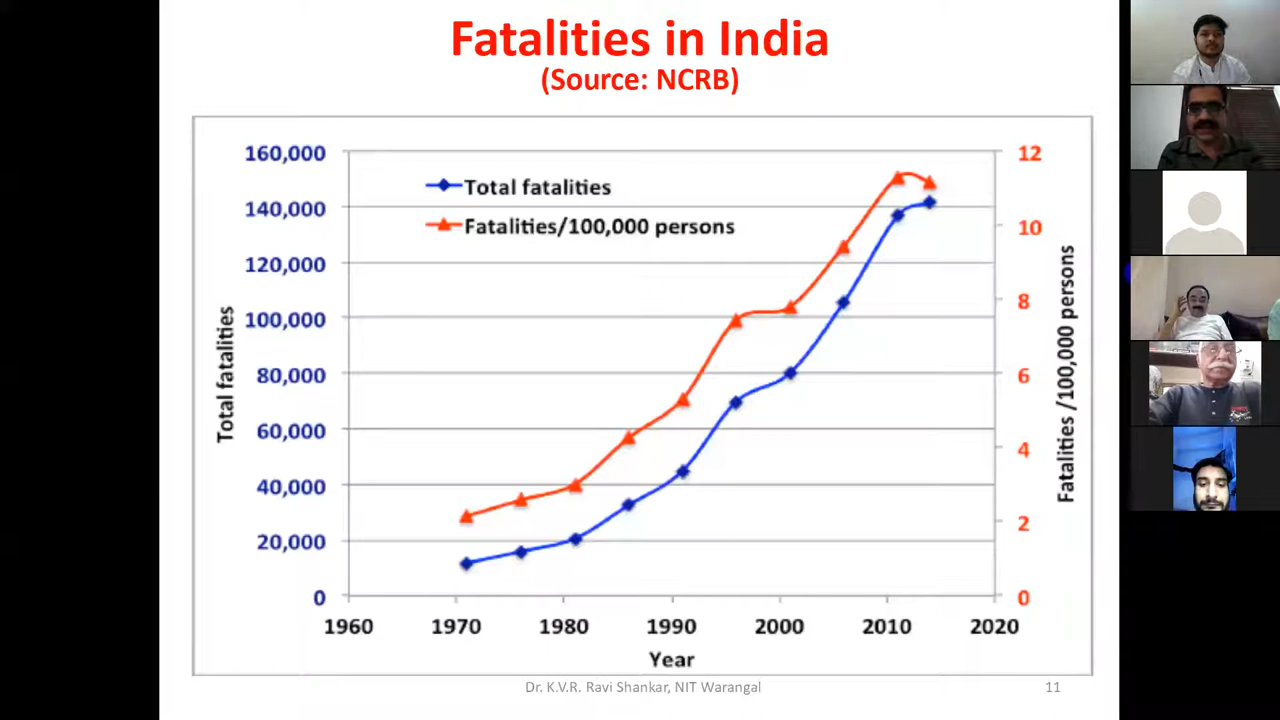 Fatalities in India
(Source: NCRB)
160,000
140,000
120,000
100,000
80,000
60,000
40,000
20,000
0
Total fatalities
Total fatalities
Fatalities/100,000 persons
12
10
8
6
4
2
0
Fatalities /100,000 persons
1960 1970 1980 1990 2000 2010 2020
Year
Dr. K.V.R. Ravi Shankar, NIT Warangal
11